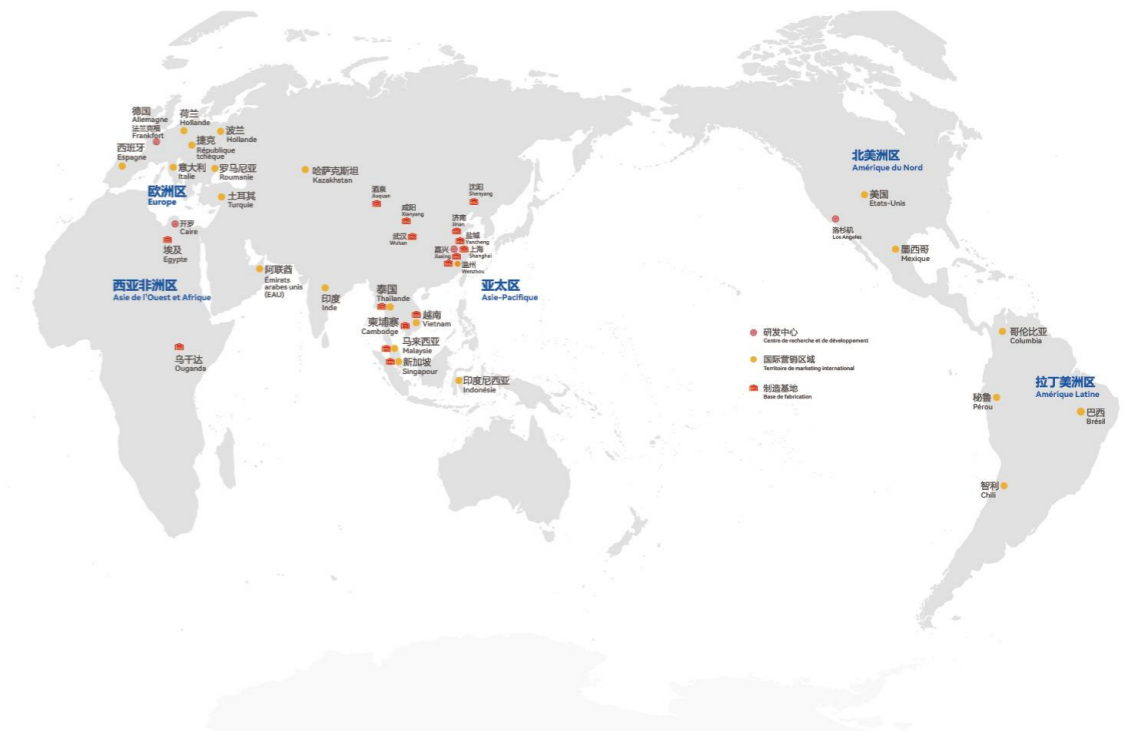 德国
Allemagne
法兰克福
Frankfort
荷兰
Hollande
波兰
Hollande
捷克
République
tchèque
西班牙
Espagne
意大利
Italie
罗马尼亚
Roumanie
欧洲区
Europe
土耳其
Turquie
哈萨克斯坦
Kazakhstan
酒泉
咸阳
Xianyang
沈阳
Shenyang
济南
Jinan
武汉
Wuhan
盐城
Yancheng
嘉兴
Jiaxing
上海
Shanghai
温州
Wenzhou
开罗
Caire
埃及
Egypte
西亚非洲区
Asie de l'Ouest et Afrique
阿联酋
Émirats
arabes unis
(EAU)
印度
Inde
亚太区
Asie-Pacifique
泰国
Thaïlande
越南
Vietnam
柬埔寨
Cambodge
马来西亚
Malaysie
新加坡
Singapour
印度尼西亚
Indonésie
乌干达
Ouganda
北美洲区
Amérique du Nord
美国
Etats-Unis
洛杉矶
Los Angeles
墨西哥
Mexique
研发中心
Centre de recherche et de développement
国际营销区域
Territoire de marketing international
制造基地
Base de fabrication
哥伦比亚
Columbia
拉丁美洲区
Amérique Latine
秘鲁
Pérou
巴西
Brésil
智利
Chili